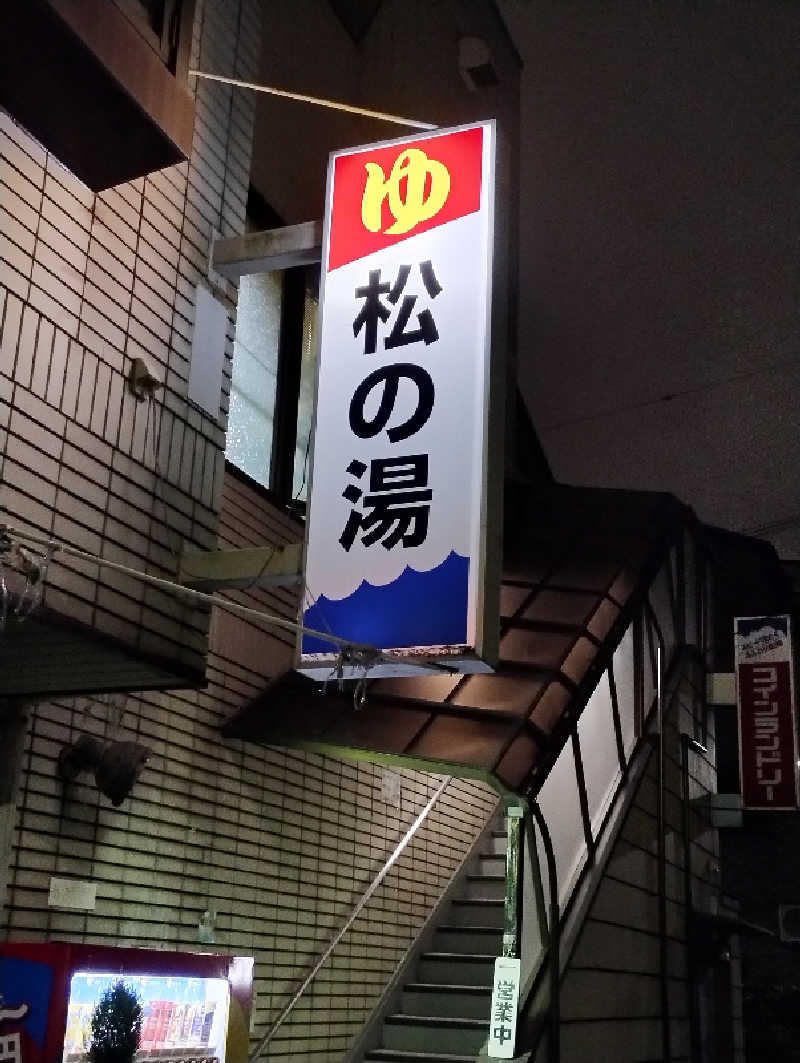 ゆ
松の湯
コインランドリー
営業中